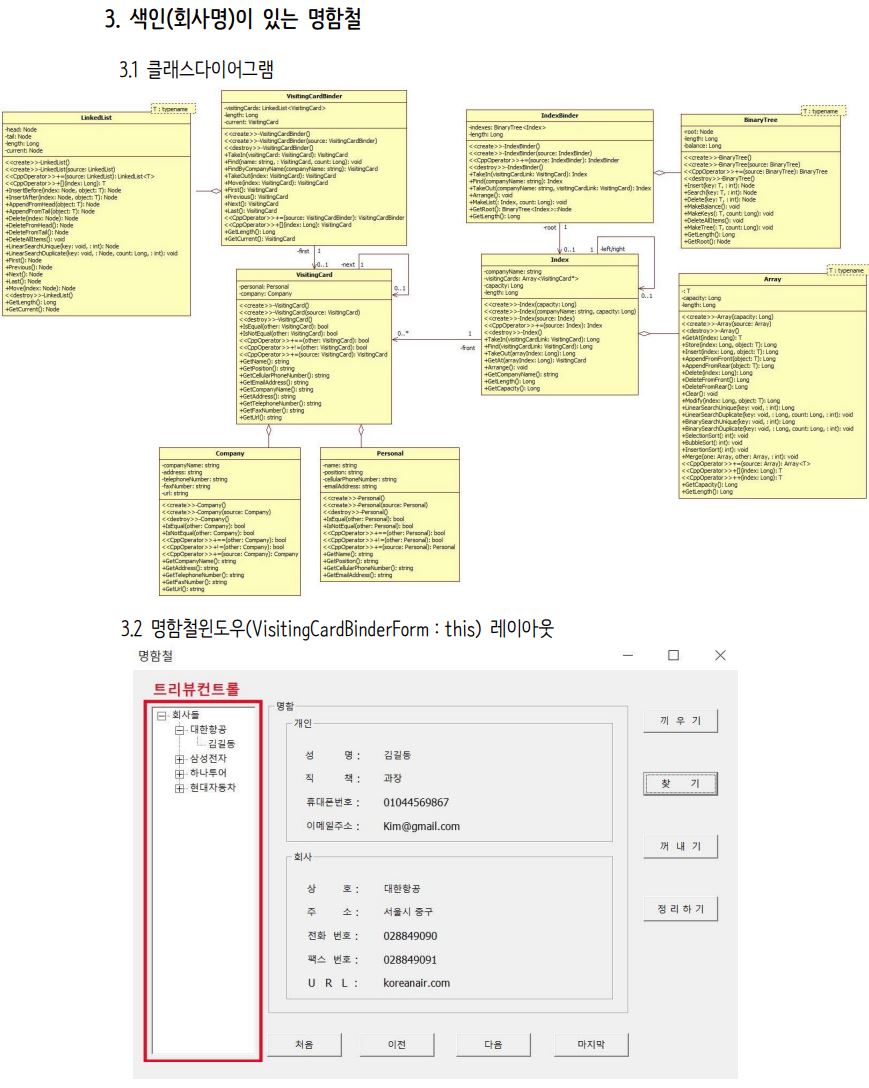 3. 색인(회사명)이 있는 명함철
3.1 클래스다이어그램
T : typename
LinkedList
-head: Node
-tail: Node
-length: Long
-current: Node
<<create>>-LinkedList()
<<create>>-LinkedList(source: LinkedList)
<<CppOperator>>+=(source: LinkedList): LinkedList<T>
<<CppOperator>>+[](index: Long): T
+InsertBefore(index: Node, object: T): Node
+InsertAfter(index: Node, object: T): Node
+AppendFromHead(object: T): Node
+AppendFromTail(object: T): Node
+Delete(index: Node): Node
+DeleteFromHead(): Node
+DeleteFromTail(): Node
+DeleteAllItems(): void
+LinearSearchUnique(key: void, : int): Node
+LinearSearchDuplicate(key: void, : Node, count: Long, : int): void
+First(): Node
+Previous(): Node
+Next(): Node
+Last(): Node
+Move(index: Node): Node
<<destroy>>-LinkedList()
+GetLength(): Long
+GetCurrent(): Node
VisitingCardBinder
-visitingCards: LinkedList<VisitingCard>
-length: Long
-current: VisitingCard
<<create>>-VisitingCardBinder()
<<create>>-VisitingCardBinder(source: VisitingCardBinder)
<<destroy>>-VisitingCardBinder()
+TakeIn(visitingCard: VisitingCard): VisitingCard
+Find(name: string, : VisitingCard, count: Long): void
+FindByCompanyName(companyName: string): VisitingCard
+TakeOut(index: VisitingCard): VisitingCard
+Move(index: VisitingCard): VisitingCard
+First(): VisitingCard
+Previous(): VisitingCard
+Next(): VisitingCard
+Last(): VisitingCard
<<CppOperator>>+=(source: VisitingCardBinder): VisitingCardBinder
<<CppOperator>>+[](index: Long): VisitingCard
+GetLength(): Long
+GetCurrent(): VisitingCard
-first 1
0..1
-next 1
0..1
VisitingCard
-personal: Personal
-company: Company
<<create>>-VisitingCard()
<<create>>-VisitingCard(source: VisitingCard)
<<destroy>>-VisitingCard()
+IsEqual(other: VisitingCard): bool
+IsNotEqual(other: VisitingCard): bool
<<CppOperator>>+==(other: VisitingCard): bool
<<CppOperator>>+!=(other: VisitingCard): bool
<<CppOperator>>+=(source: VisitingCard): VisitingCard
+GetName(): string
+GetPosition(): string
+GetCellularPhoneNumber(): string
+GetEmailAddress(): string
+GetCompanyName(): string
+GetAddress(): string
+GetTelephoneNumber(): string
+GetFaxNumber(): string
+GetUrl(): string
0..*
1
-front
Company
-companyName: string
-address: string
-telephoneNumber: string
-faxNumber: string
-url: string
<<create>>-Company()
<<create>>-Company(source: Company)
<<destroy>>-Company()
+IsEqual(other: Company): bool
+IsNotEqual(other: Company): bool
<<CppOperator>>+==(other: Company): bool
<<CppOperator>>+!=(other: Company): bool
<<CppOperator>>+=(source: Company): Company
+GetCompanyName(): string
+GetAddress(): string
+GetTelephoneNumber(): string
+GetFaxNumber(): string
+GetUrl(): string
Personal
-name: string
-position: string
-cellularPhoneNumber: string
-emailAddress: string
<<create>>-Personal()
<<create>>-Personal(source: Personal)
<<destroy>>-Personal()
+IsEqual(other: Personal): bool
+IsNotEqual(other: Personal): bool
<<CppOperator>>+==(other: Personal): bool
<<CppOperator>>+!=(other: Personal): bool
<<CppOperator>>+=(source: Personal): Personal
+GetName(): string
+GetPosition(): string
+GetCellularPhoneNumber(): string
+GetEmailAddress(): string
IndexBinder
-indexes: BinaryTree<Index>
-length: Long
<<create>>-IndexBinder()
<<create>>-IndexBinder(source: IndexBinder)
<<CppOperator>>+=(source: IndexBinder): IndexBinder
<<destroy>>-IndexBinder()
+TakeIn(visitingCardLink: VisitingCard): Index
+Find(companyName: string): Index
+TakeOut(companyName: string, visitingCardLink: VisitingCard): Index
+Arrange(): void
+MakeList(: Index, count: Long): void
+GetRoot(): BinaryTree<Index>::Node
+GetLength(): Long
-root 1
0..1
1 -left/right
0..1
Index
-companyName: string
-visitingCards: Array<VisitingCard*>
-capacity: Long
-length: Long
<<create>>-Index(capacity: Long)
<<create>>-Index(companyName: string, capacity: Long)
<<create>>-Index(source: Index)
<<CppOperator>>+=(source: Index): Index
<<destroy>>-Index()
+TakeIn(visitingCardLink: VisitingCard): Long
+Find(visitingCardLink: VisitingCard): Long
+TakeOut(arrayIndex: Long): Long
+GetAt(arrayIndex: Long): VisitingCard
+Arrange(): void
+GetCompanyName(): string
+GetLength(): Long
+GetCapacity(): Long
T : typename
BinaryTree
-root: Node
-length: Long
-balance: Long
<<create>>-BinaryTree()
<<create>>-BinaryTree(source: BinaryTree)
<<CppOperator>>+=(source: BinaryTree): BinaryTree
<<destroy>>-BinaryTree()
+Insert(key: T, : int): Node
+Search(key: T, : int): Node
+Delete(key: T, : int): Node
+MakeBalance(): void
+MakeKeys(: T, count: Long): void
+DeleteAllItems(): void
+MakeTree(: T, count: Long): void
+GetLength(): Long
+GetRoot(): Node
T : typename
Array
-: T
-capacity: Long
-length: Long
<<create>>-Array(capacity: Long)
<<create>>-Array(source: Array)
<<destroy>>-Array()
+GetAt(index: Long): T
+Store(index: Long, object: T): Long
+Insert(index: Long, object: T): Long
+AppendFromFront(object: T): Long
+AppendFromRear(object: T): Long
+Delete(index: Long): Long
+DeleteFromFront(): Long
+DeleteFromRear(): Long
+Clear(): void
+Modify(index: Long, object: T): Long
+LinearSearchUnique(key: void, : int): Long
+LinearSearchDuplicate(key: void, : Long, count: Long, : int): void
+BinarySearchUnique(key: void, : int): Long
+BinarySearchDuplicate(key: void, : Long, count: Long, : int): void
+SelectionSort(: int): void
+BubbleSort(: int): void
+InsertionSort(: int): void
+Merge(one: Array, other: Array, : int): void
<<CppOperator>>+=(source: Array): Array<T>
<<CppOperator>>+[](index: Long): T
<<CppOperator>>++(index: Long): T
+GetCapacity(): Long
+GetLength(): Long
3.2 명함철윈도우(VisitingCardBinderForm : this) 레이아웃
명함철
트리뷰컨트롤
회사들
대한항공
김길동
삼성전자
하나투어
현대자동차
명함
개인
성 명 : 김길동
직 책 : 과장
휴대폰번호 : 01044569867
이메일주소 : Kim@gmail.com
회사
상 호 : 대한항공
주 소 : 서울시 중구
전화 번호 : 028849090
팩스 번호 : 028849091
U R L : koreanair.com
끼 우 기
찾 기
꺼 내 기
정 리 하 기
처음
이전
다음
마지막